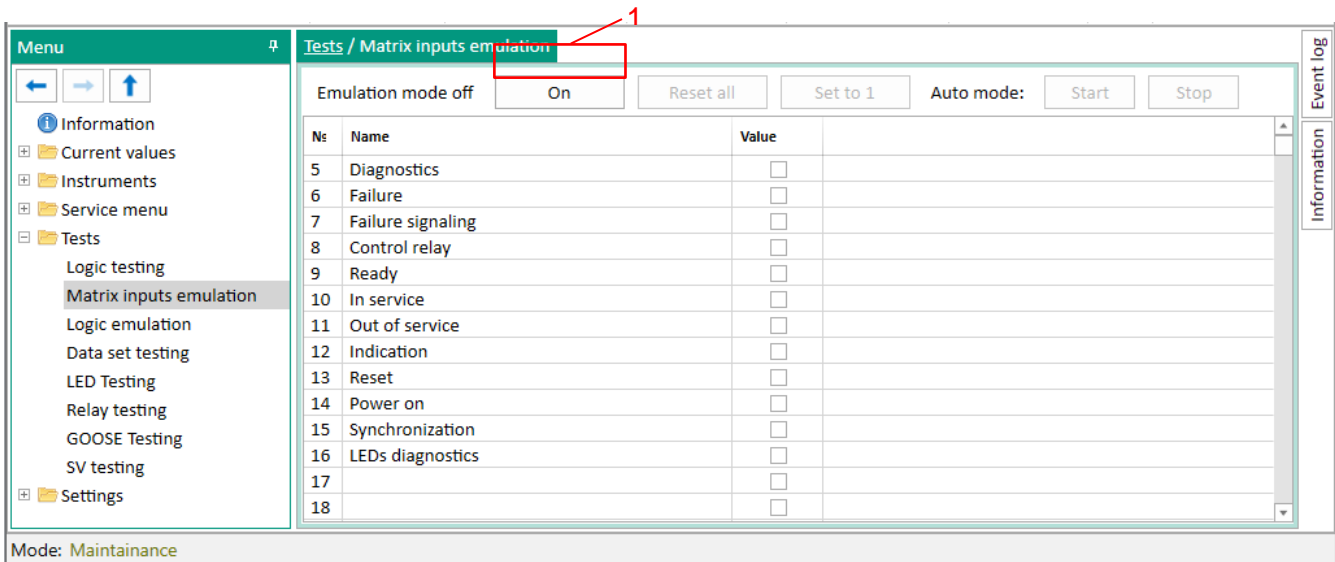 1
Menu
Tests / Matrix inputs emulation
Event log
Information
Emulation mode off On Reset all Set to 1 Auto mode: Start Stop
Information
Current values
Instruments
Service menu
Tests
Logic testing
Matrix inputs emulation
Logic emulation
Data set testing
LED Testing
Relay testing
GOOSE Testing
SV testing
Settings
№ Name Value
5 Diagnostics
6 Failure
7 Failure signaling
8 Control relay
9 Ready
10 In service
11 Out of service
12 Indication
13 Reset
14 Power on
15 Synchronization
16 LEDs diagnostics
17
18
Mode: Maintainance